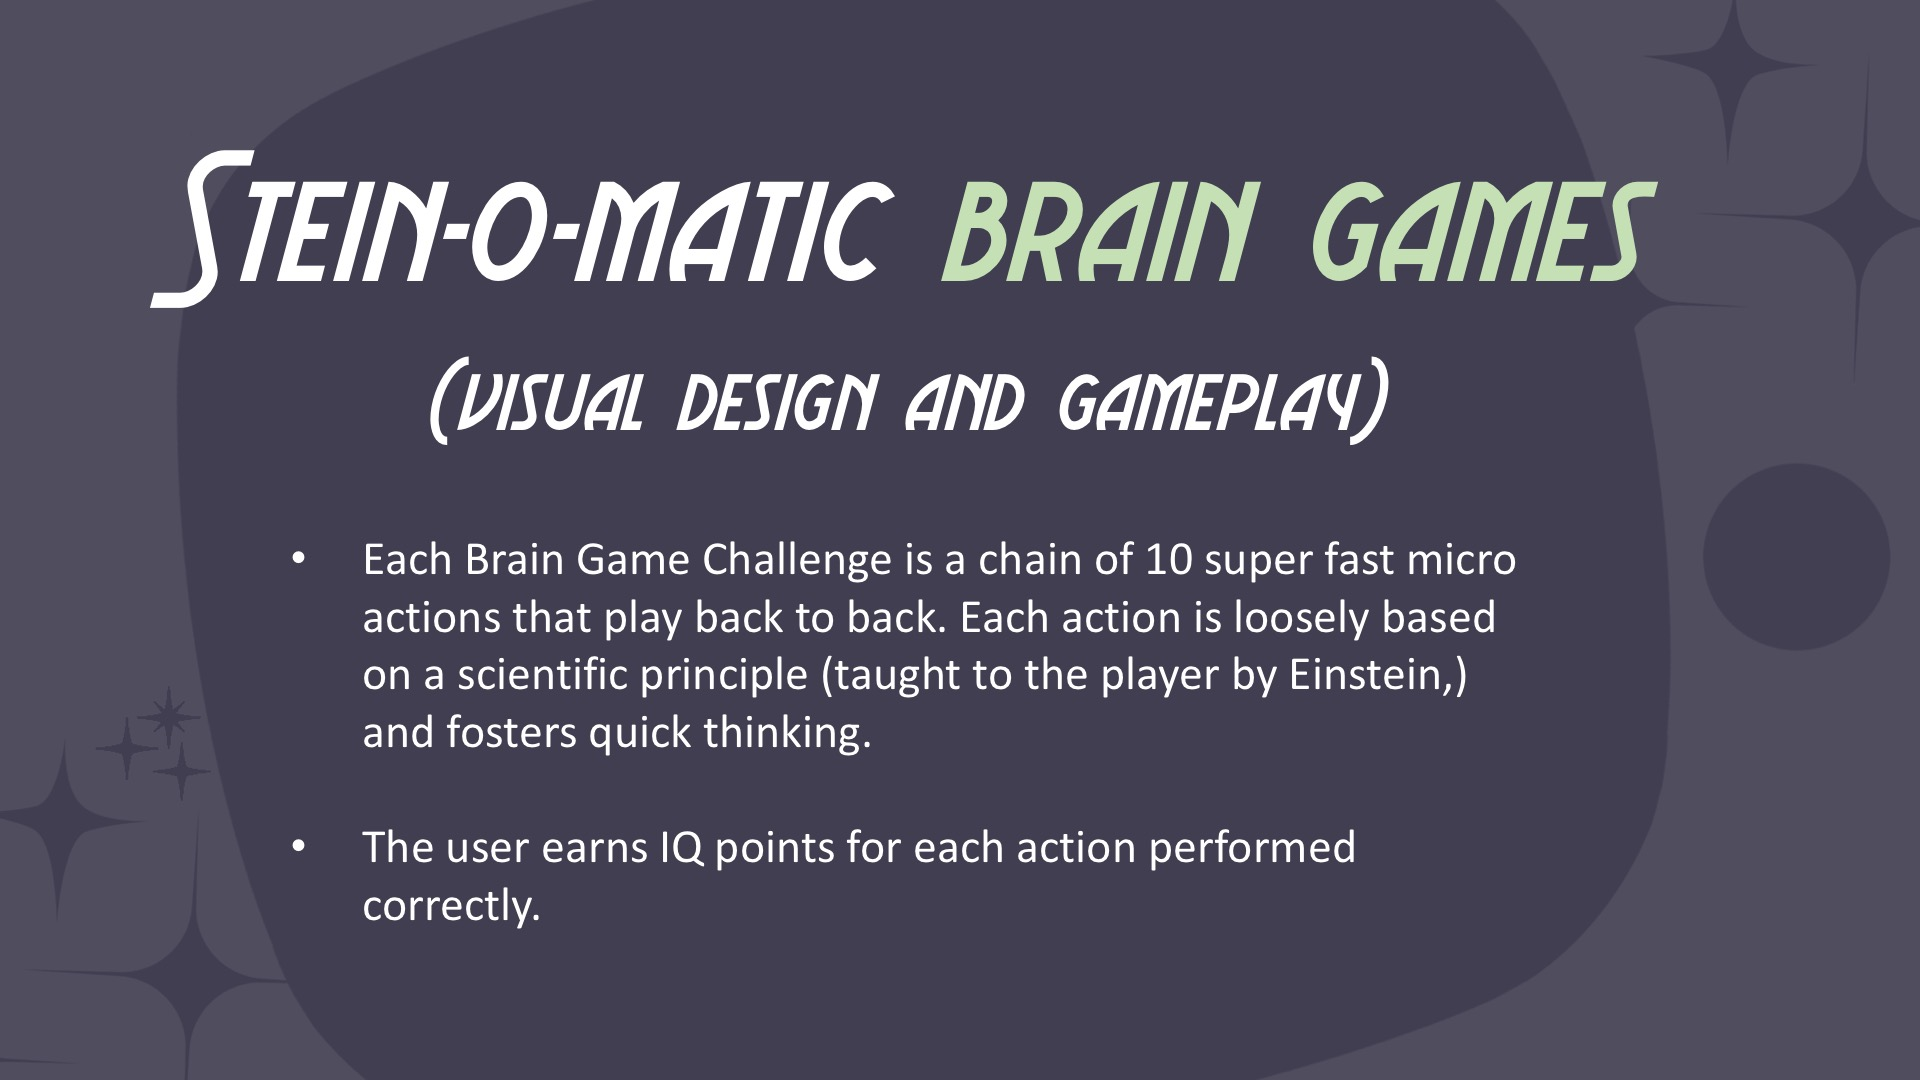 STEIN-O-MATIC BRAIN GAMES
(VISUAL DESIGN AND GAMEPLAY)
• Each Brain Game Challenge is a chain of 10 super fast micro
actions that play back to back. Each action is loosely based
on a scientific principle (taught to the player by Einstein,)
and fosters quick thinking.
• The user earns IQ points for each action performed
correctly.